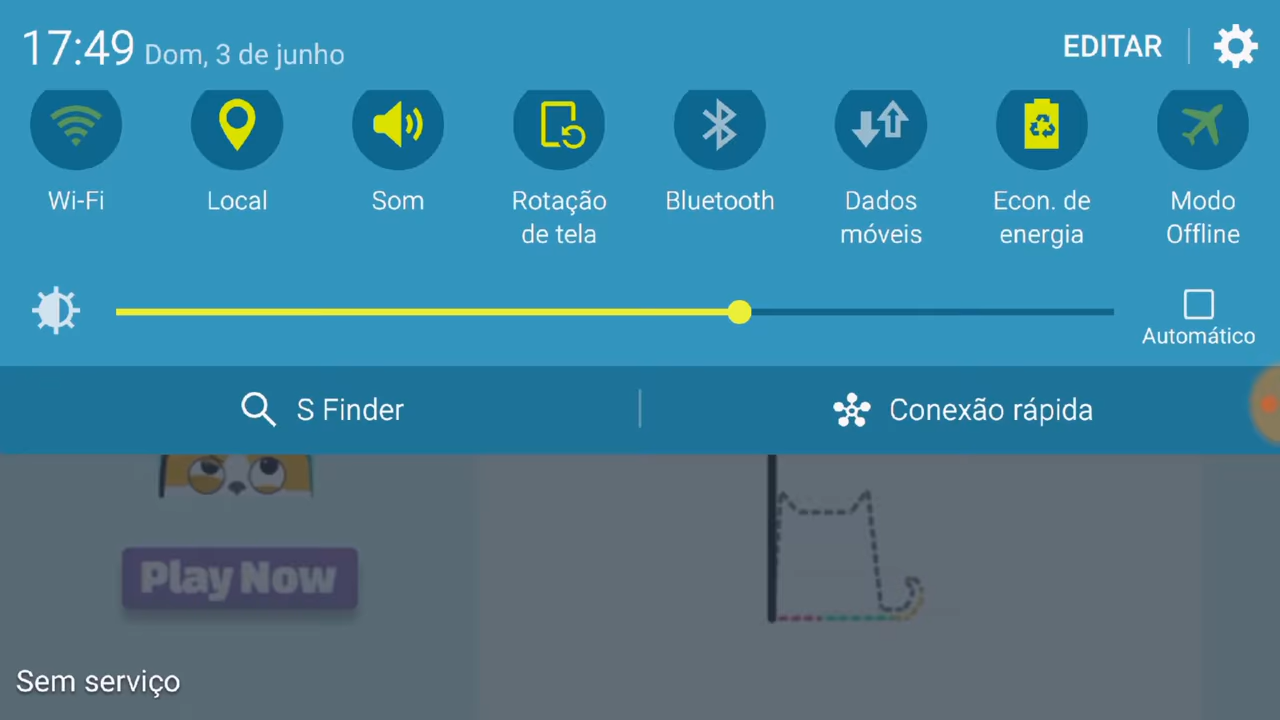 17:49 Dom, 3 de junho EDITAR
Wi-Fi Local Som Rotação de tela Bluetooth Dados móveis Econ. de energia Modo Offline
Automático
S Finder Conexão rápida
Play Now
Sem serviço